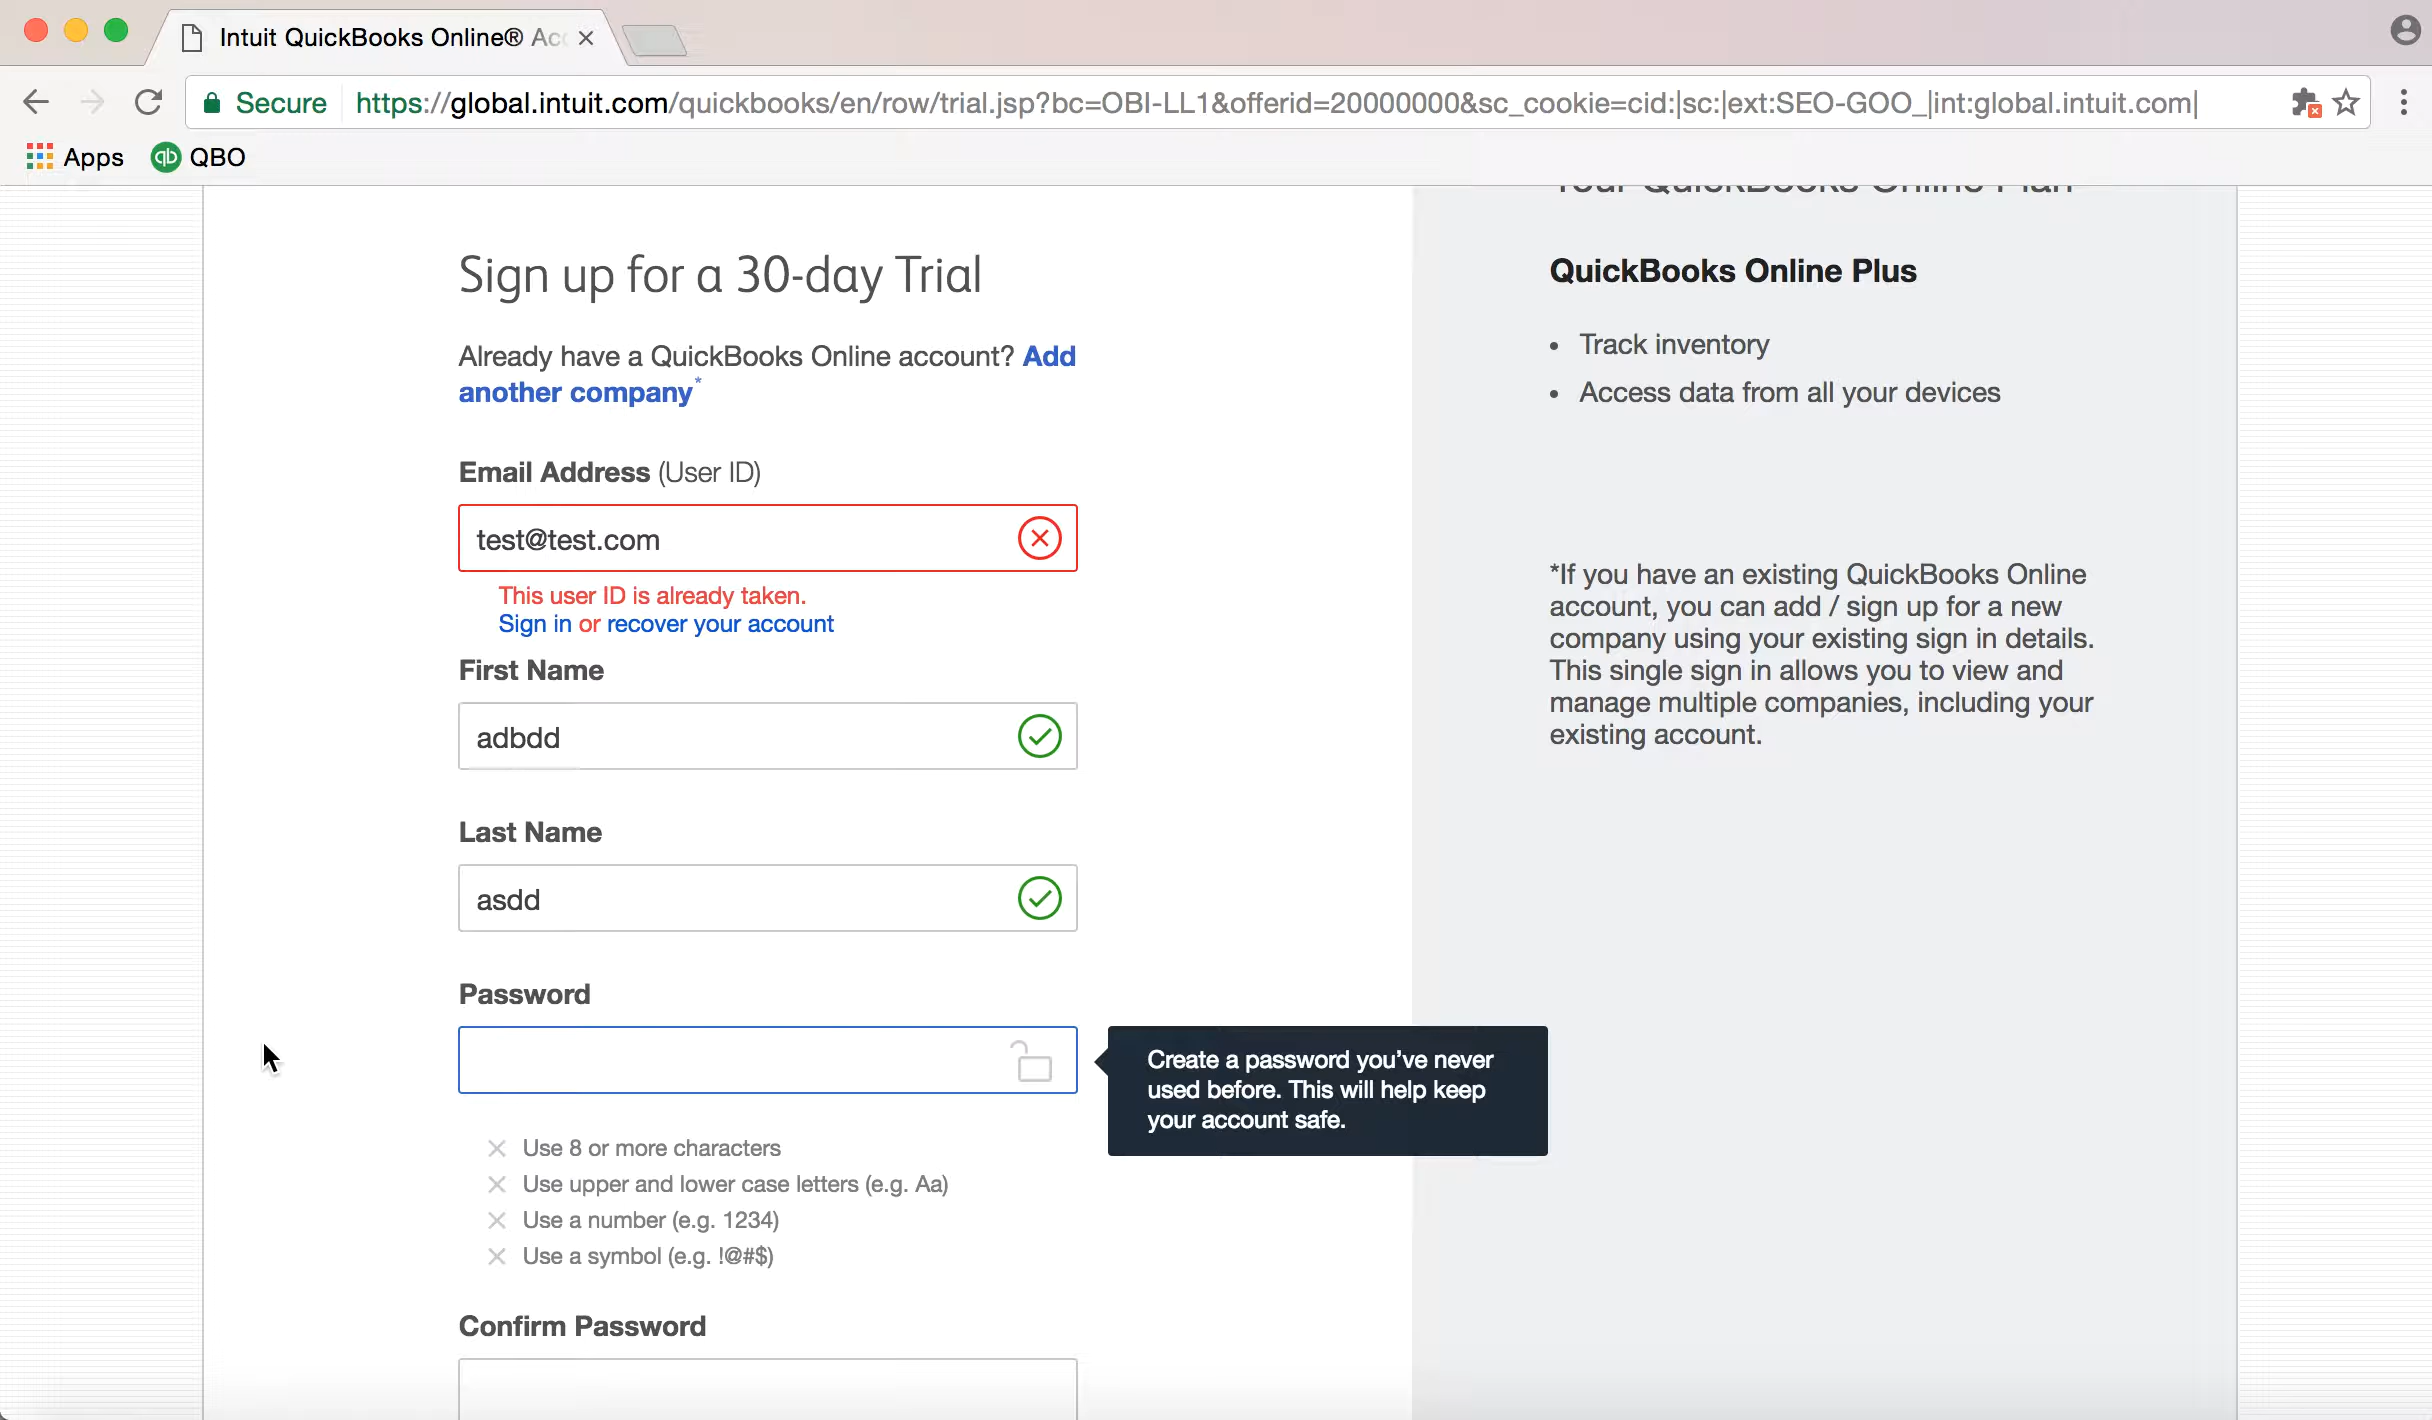 Intuit QuickBooks Online® Acc
Secure
https://global.intuit.com/quickbooks/en/row/trial.jsp?bc=OBI-LL1&offerid=20000000&sc_cookie=cid:|sc:|ext:SEO-GOO_|int:global.intuit.com|
Apps
qb QBO
Your QuickBooks Online Plan
Sign up for a 30-day Trial
Already have a QuickBooks Online account? Add
another company*
Email Address (User ID)
test@test.com
This user ID is already taken.
Sign in or recover your account
First Name
adbdd
Last Name
asdd
Password
Create a password you've never
used before. This will help keep
your account safe.
Use 8 or more characters
Use upper and lower case letters (e.g. Aa)
Use a number (e.g. 1234)
Use a symbol (e.g. !@#$)
Confirm Password
QuickBooks Online Plus
• Track inventory
• Access data from all your devices
*If you have an existing QuickBooks Online
account, you can add / sign up for a new
company using your existing sign in details.
This single sign in allows you to view and
manage multiple companies, including your
existing account.